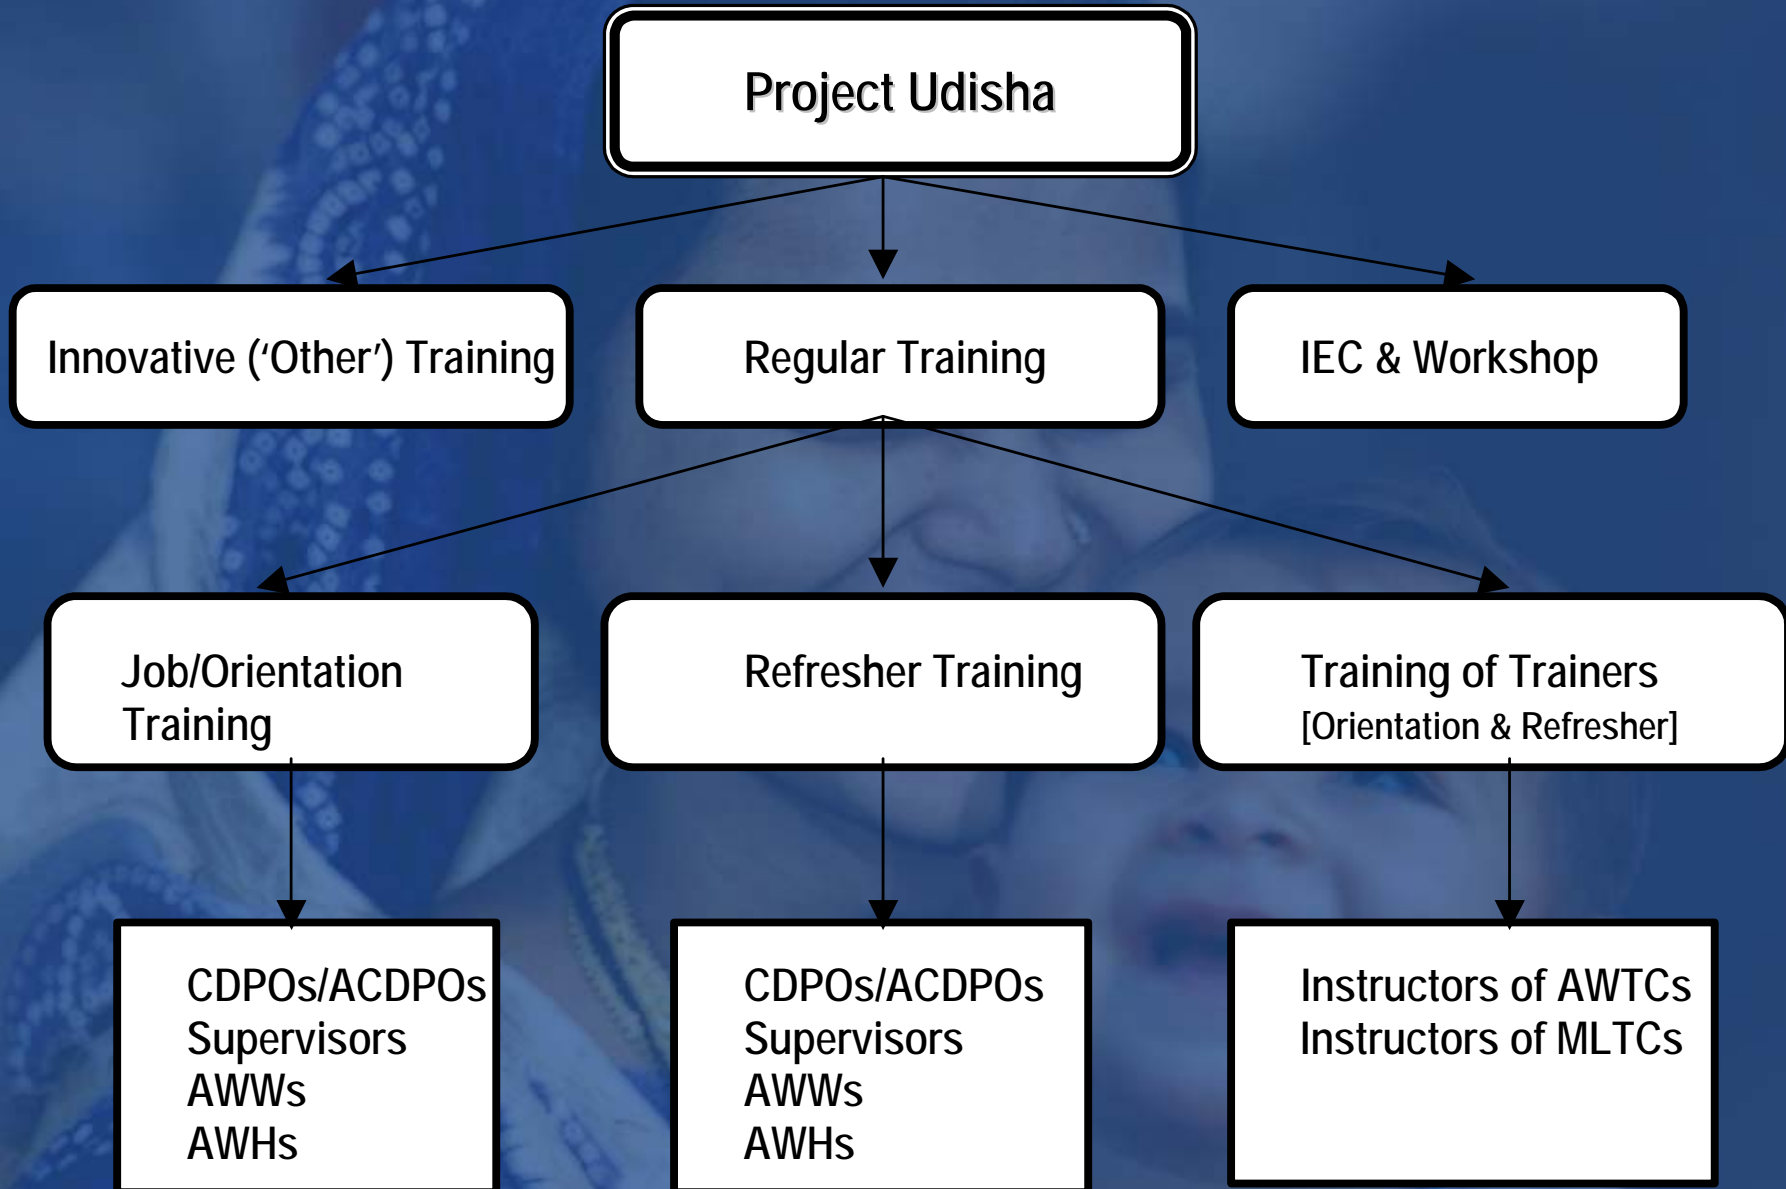 Project Udisha
Innovative (‘Other’) Training
Regular Training
IEC & Workshop
Job/Orientation
Training
Refresher Training
Training of Trainers
[Orientation & Refresher]
CDPOs/ACDPOs
Supervisors
AWWs
AWHs
CDPOs/ACDPOs
Supervisors
AWWs
AWHs
Instructors of AWTCs
Instructors of MLTCs